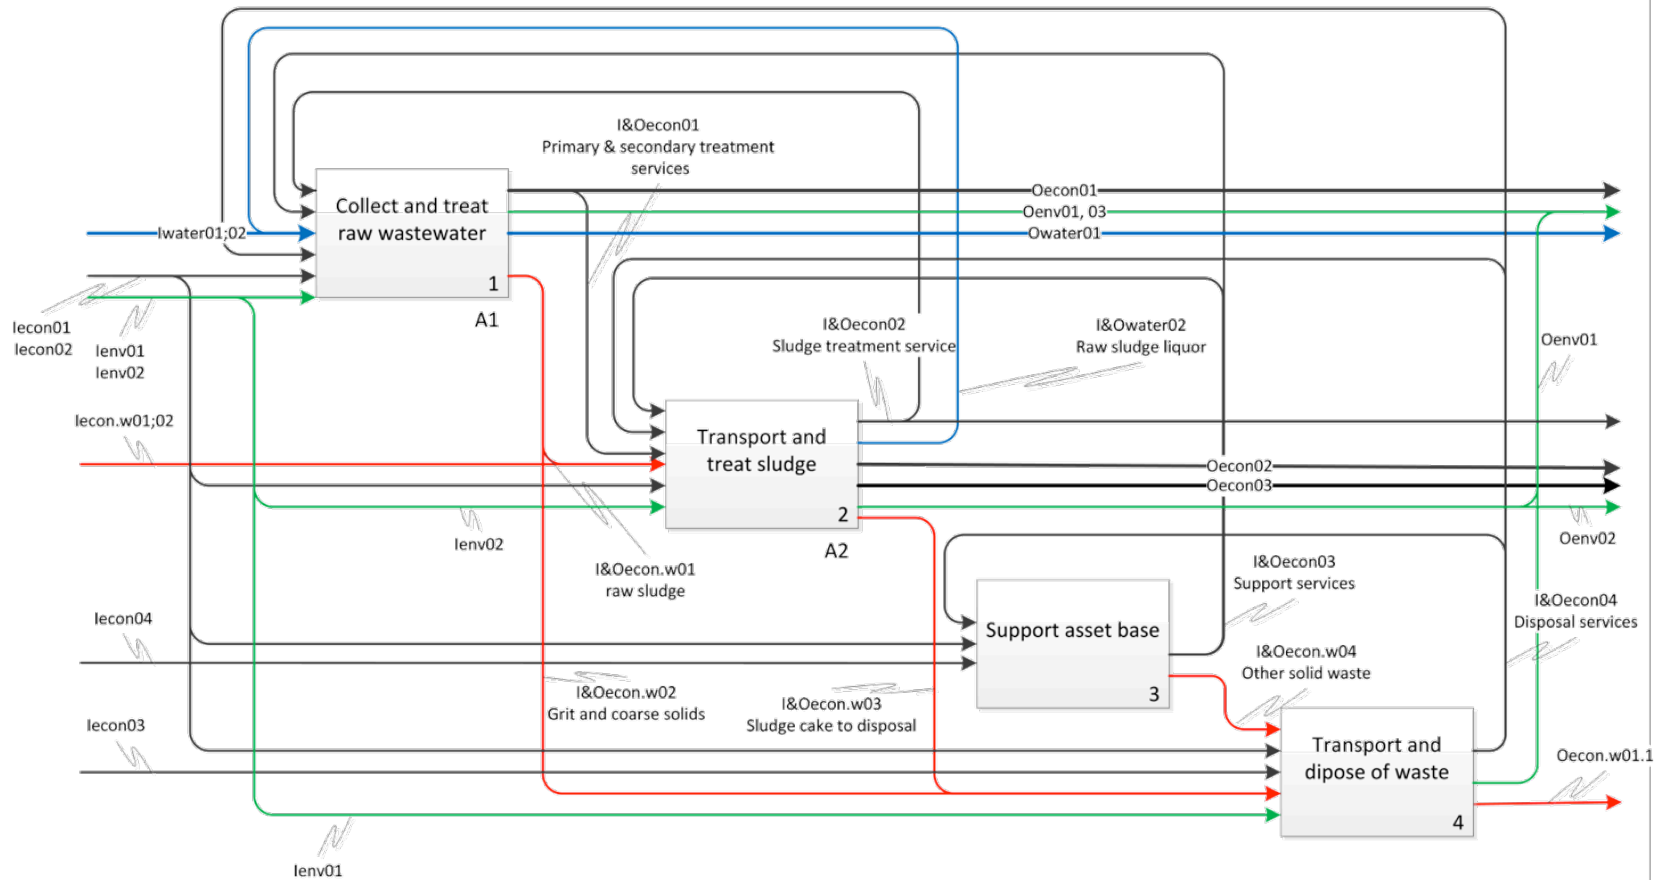 I&Oecon01
Primary & secondary treatment
services
Collect and treat
raw wastewater
1
A1
Oecon01
Oenv01, 03
Owater01
Iwater01;02
Iecon01
Iecon02
Ienv01
Ienv02
I&Oecon02
Sludge treatment service
I&Owater02
Raw sludge liquor
Oenv01
Iecon.w01;02
Transport and
treat sludge
2
A2
Oecon02
Oecon03
Ienv02
Oenv02
I&Oecon.w01
raw sludge
I&Oecon03
Support services
I&Oecon04
Disposal services
Iecon04
Support asset base
3
I&Oecon.w04
Other solid waste
I&Oecon.w02
Grit and coarse solids
I&Oecon.w03
Sludge cake to disposal
Iecon03
Transport and
dipose of waste
4
Oecon.w01.1
Ienv01